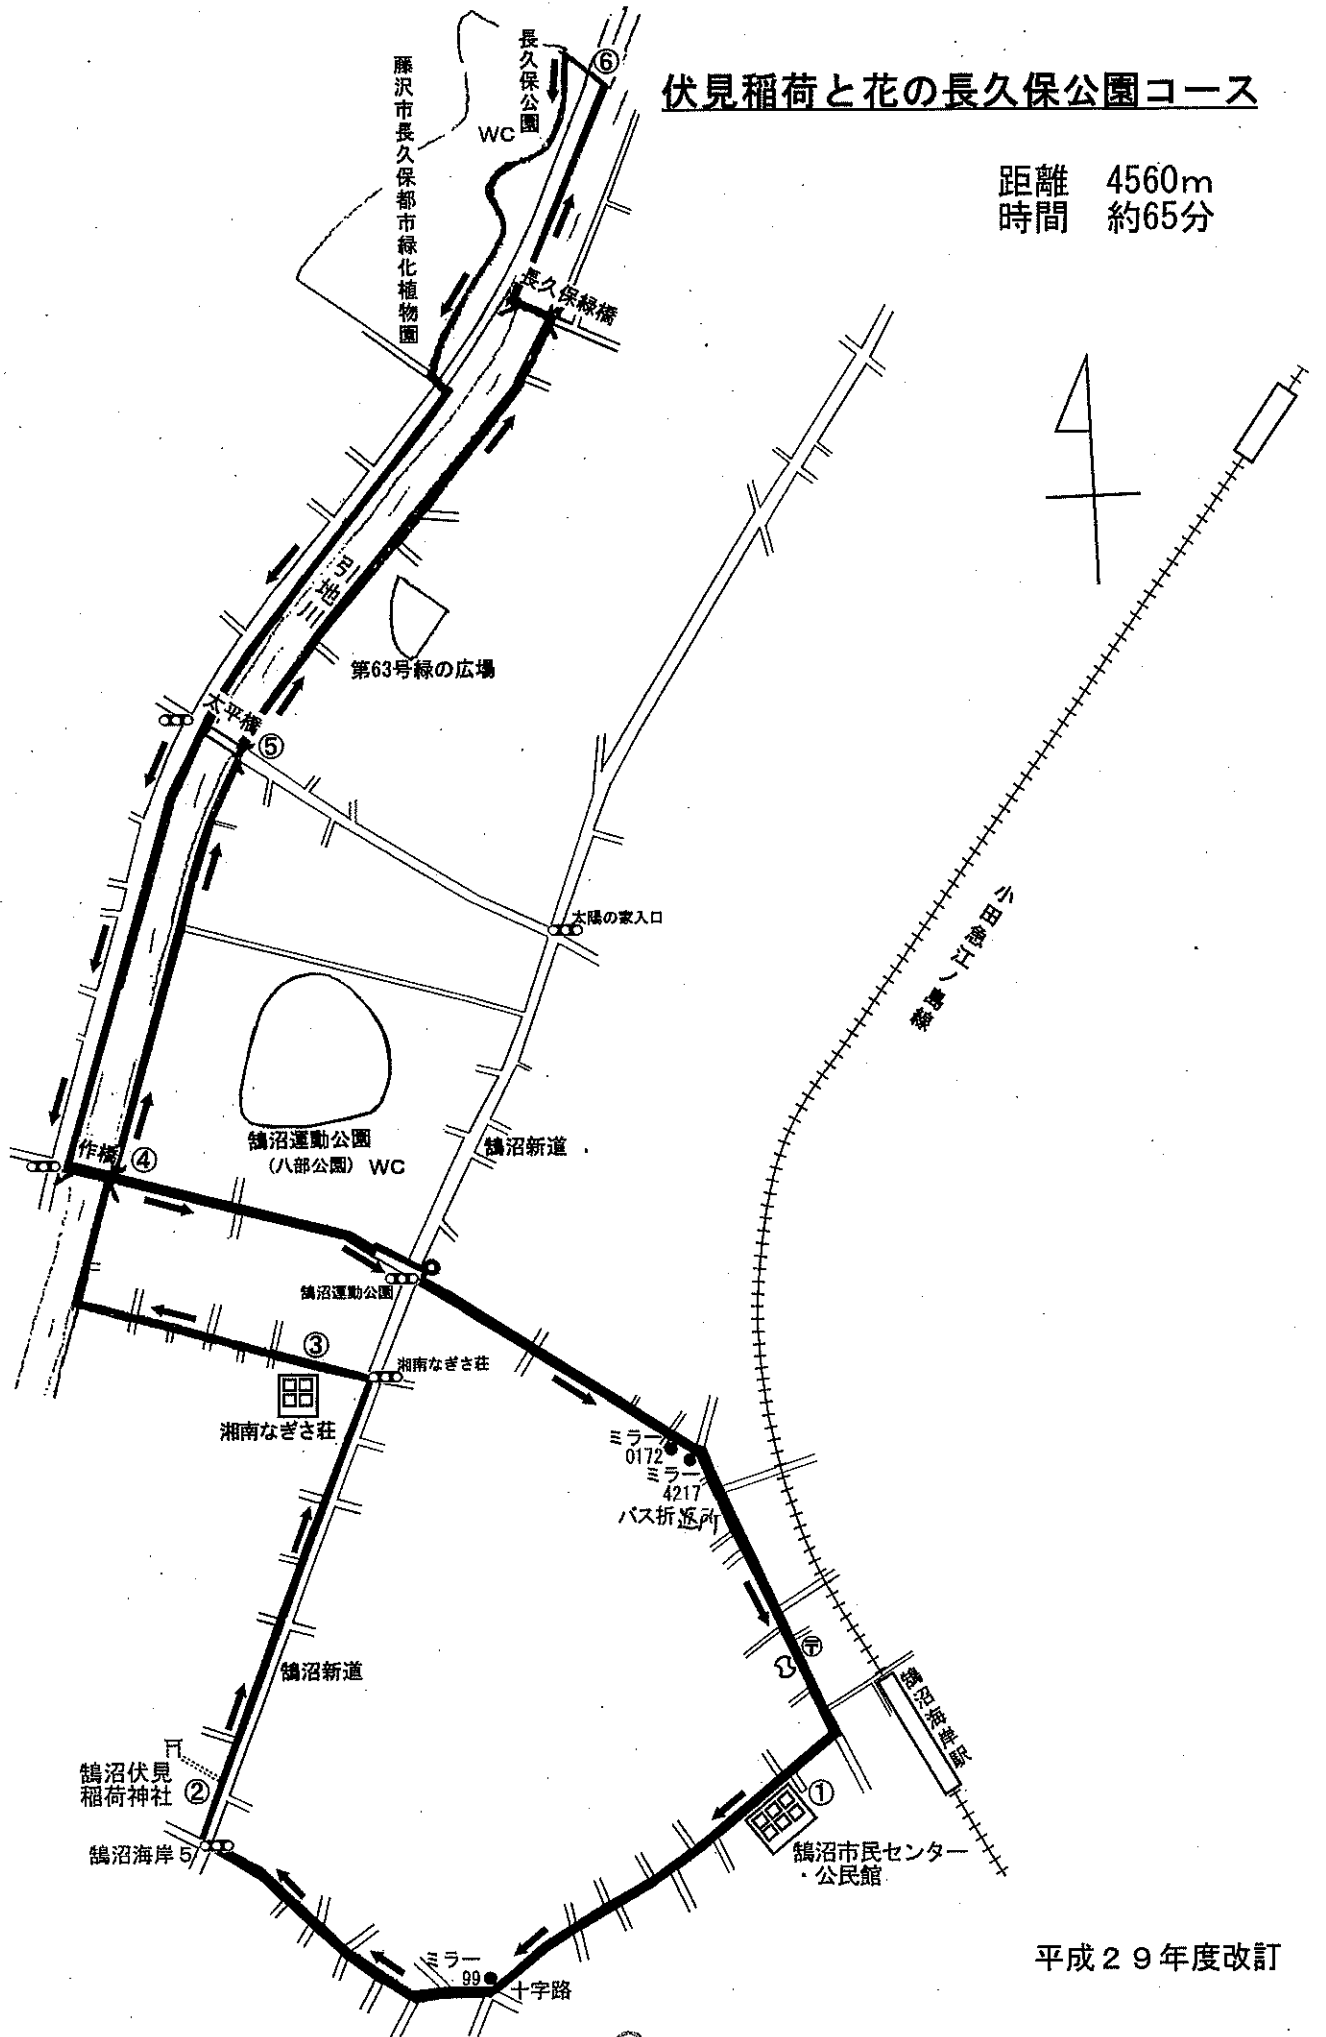 伏見稲荷と花の長久保公園コース
距離　4560m
時間　約65分
⑥
長久保公園
WC
藤沢市長久保都市緑化植物園
長久保緑橋
引地川
第63号緑の広場
太平橋
⑤
太陽の家入口
小田急江ノ島線
鵠沼運動公園
(八部公園) WC
鵠沼新道
作橋
④
鵠沼運動公園
③
湘南なぎさ荘
湘南なぎさ荘
ミラー
0172
ミラー
4217
バス折返所
〒
鵠沼新道
鵠沼海岸駅
鵠沼伏見
稲荷神社
②
①
鵠沼海岸5
鵠沼市民センター
・公民館
ミラー
99
十字路
平成29年度改訂